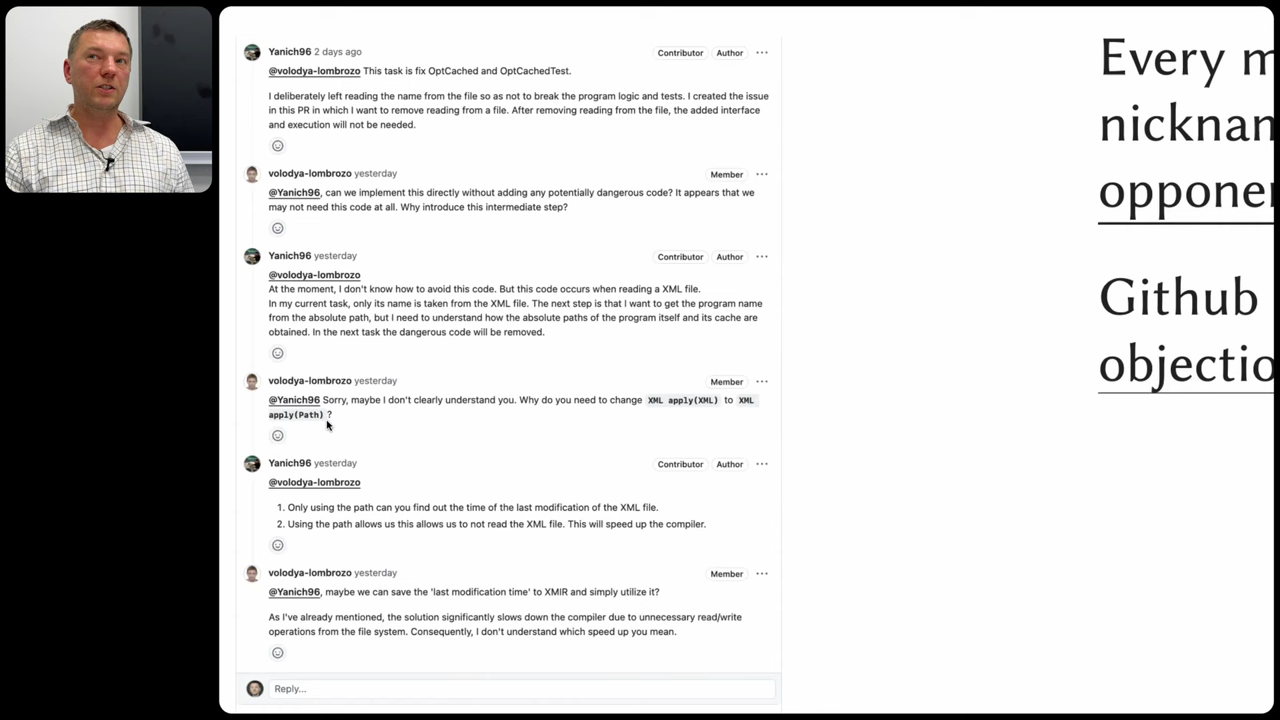 Yanich96 2 days ago
Contributor
Author
@volodya-lombrozo This task is fix OptCached and OptCachedTest.
I deliberately left reading the name from the file so as not to break the program logic and tests. I created the issue
in this PR in which I want to remove reading from a file. After removing reading from the file, the added interface
and execution will not be needed.
volodya-lombrozo yesterday
Member
@Yanich96, can we implement this directly without adding any potentially dangerous code? It appears that we
may not need this code at all. Why introduce this intermediate step?
Yanich96 yesterday
Contributor
Author
@volodya-lombrozo
At the moment, I don't know how to avoid this code. But this code occurs when reading a XML file.
In my current task, only its name is taken from the XML file. The next step is that I want to get the program name
from the absolute path, but I need to understand how the absolute paths of the program itself and its cache are
obtained. In the next task the dangerous code will be removed.
volodya-lombrozo yesterday
Member
@Yanich96 Sorry, maybe I don't clearly understand you. Why do you need to change XML apply(XML) to XML
apply(Path) ?
Yanich96 yesterday
Contributor
Author
@volodya-lombrozo
1. Only using the path can you find out the time of the last modification of the XML file.
2. Using the path allows us this allows us to not read the XML file. This will speed up the compiler.
volodya-lombrozo yesterday
Member
@Yanich96, maybe we can save the 'last modification time' to XMIR and simply utilize it?
As I've already mentioned, the solution significantly slows down the compiler due to unnecessary read/write
operations from the file system. Consequently, I don't understand which speed up you mean.
Reply...
Every m
nicknan
oppone
Github
objectio